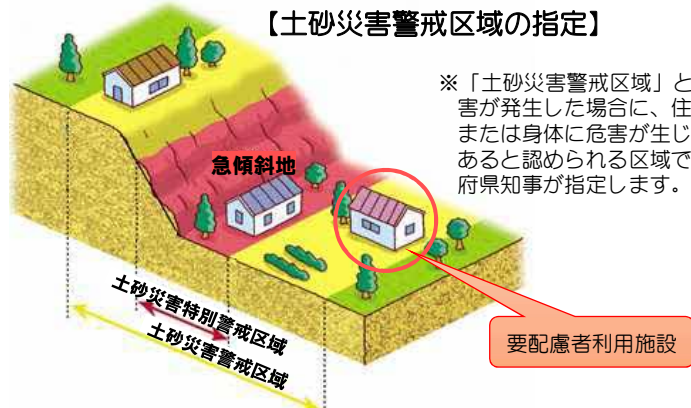 【土砂災害警戒区域の指定】
※「土砂災害警戒区域」と
害が発生した場合に、住
または身体に危害が生じ
あると認められる区域で
府県知事が指定します。
急傾斜地
土砂災害特別警戒区域
土砂災害警戒区域
要配慮者利用施設